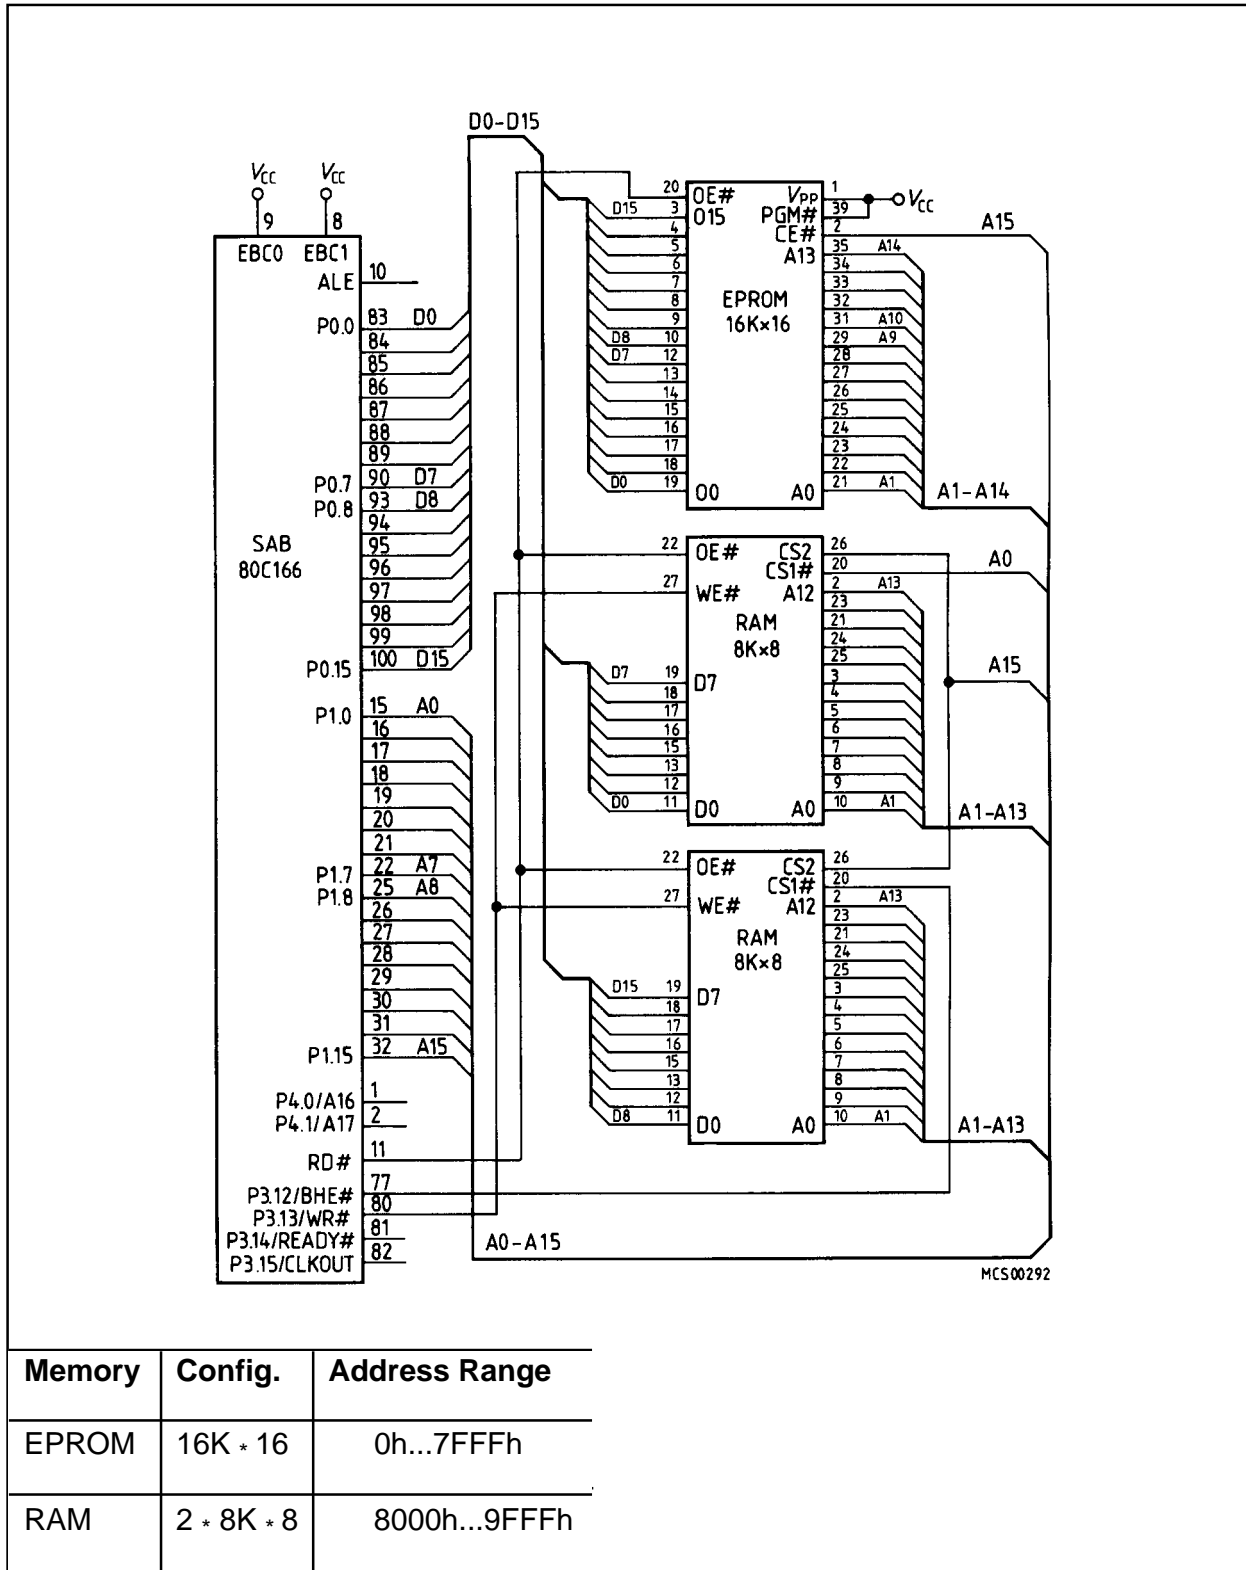 D0-D15
VCC VCC
9 8
EBC0 EBC1
ALE 10
P0.0 83 D0
84
85
86
87
88
89
P0.7 90 D7
P0.8 93 D8
94
95
96
97
98
99
P0.15 100 D15
SAB
80C166
P1.0 15 A0
16
17
18
19
20
21
P1.7 22 A7
P1.8 25 A8
26
27
28
29
30
31
P1.15 32 A15
P4.0/A16 1
P4.1/A17 2
RD# 11
P3.12/BHE# 77
P3.13/WR# 80
P3.14/READY# 81
P3.15/CLKOUT 82
A0-A15
20 OE# VPP 1 VCC
D15 3 O15 PGM# 39
4 CE# 2 A15
5 A13 35 A14
6 34
7 33
8 EPROM 32
9 16K×16 31 A10
D8 10 29 A9
D7 12 28
13 27
14 26
15 25
16 24
17 23
18 22
D0 19 O0 A0 21 A1 A1-A14
22 OE# CS2 26
CS1# 20 A0
27 WE# A12 2 A13
23
RAM 21
8K×8 24
25
A15
D7 19 D7 3
18 4
17 5
16 6
15 7
13 8
12 9
D0 11 D0 A0 10 A1 A1-A13
22 OE# CS2 26
CS1# 20
27 WE# A12 2 A13
23
RAM 21
8K×8 24
25
D15 19 D7 3
18 4
17 5
16 6
15 7
13 8
12 9
D8 11 D0 A0 10 A1 A1-A13
MCS00292
Memory Config. Address Range
EPROM 16K * 16 0h...7FFFh
RAM 2 * 8K * 8 8000h...9FFFh